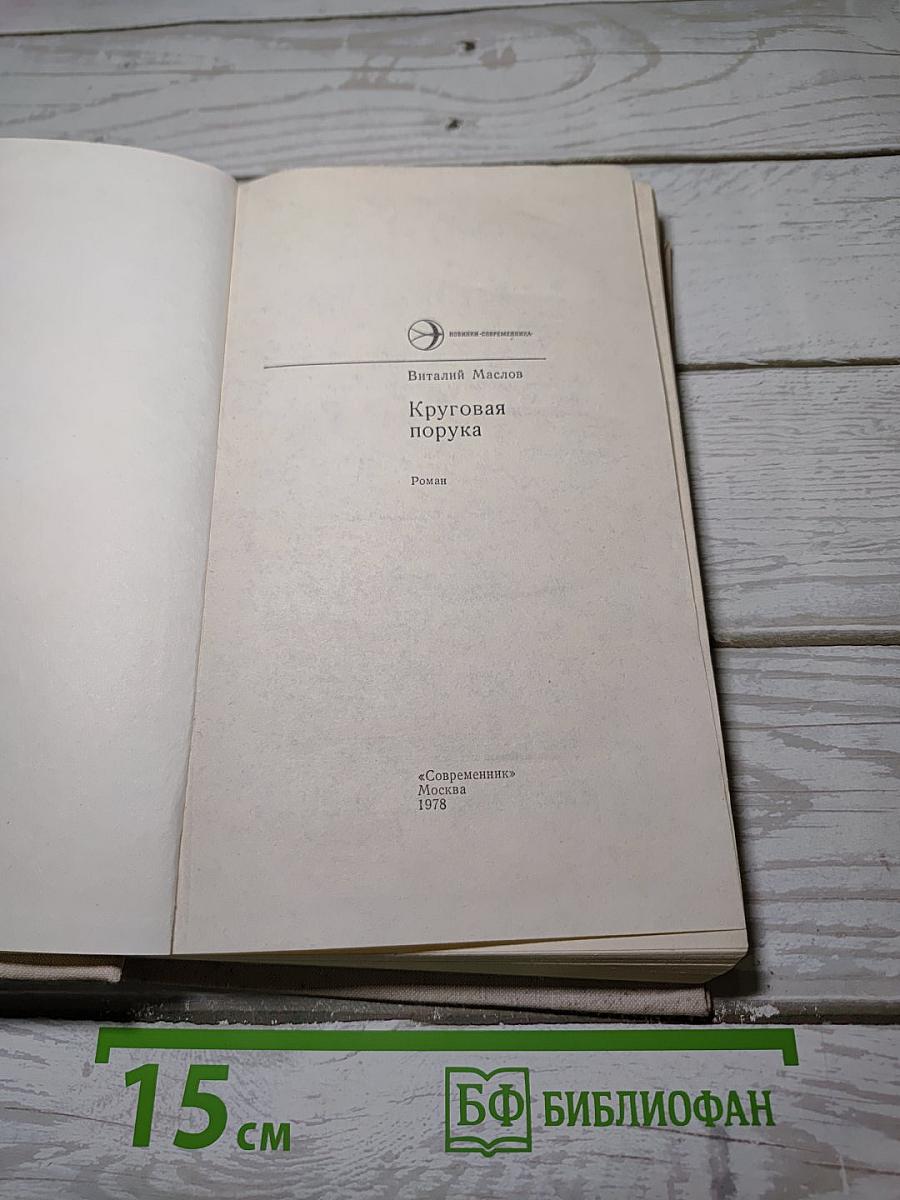 НОВИНКИ «СОВРЕМЕННИКА»
Виталий Маслов
Круговая
порука
Роман
«Современник»
Москва
1978
15 см
БФ БИБЛИОФАН